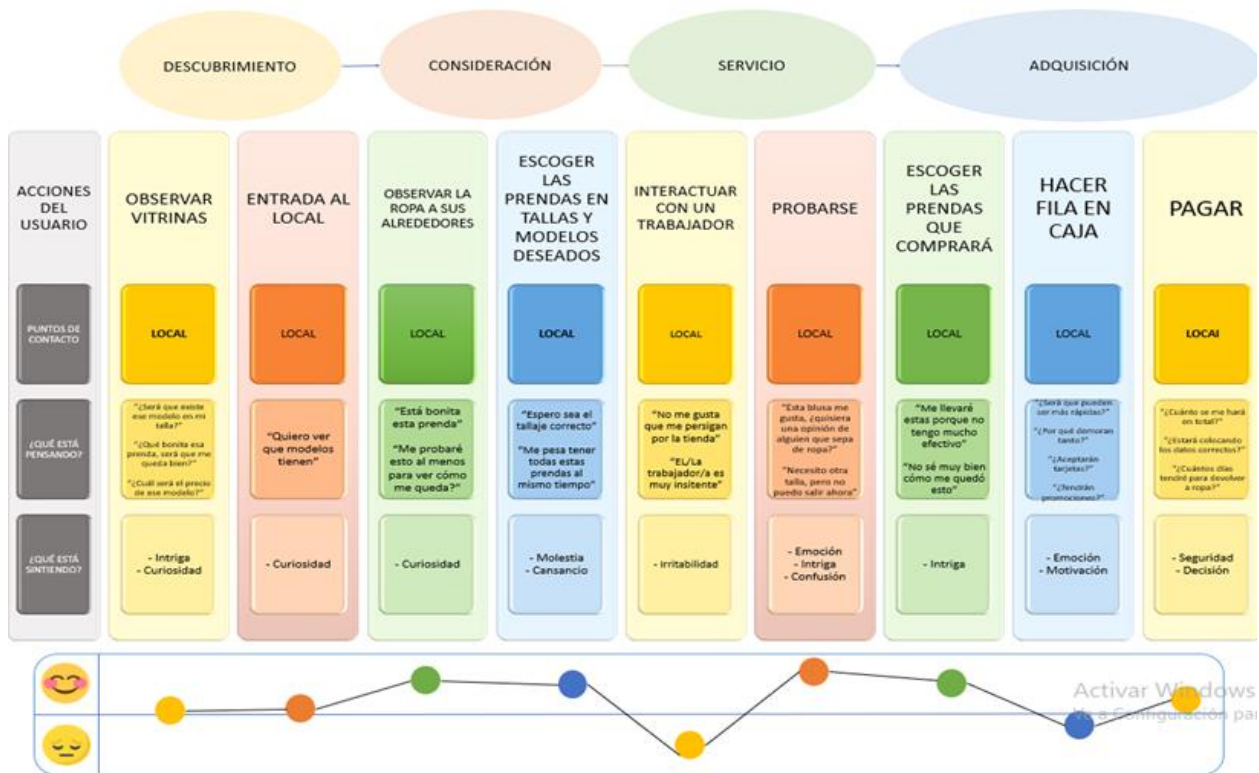 DESCUBRIMIENTO
CONSIDERACIÓN
SERVICIO
ADQUISICIÓN
ACCIONES
DEL
USUARIO
OBSERVAR
VITRINAS
ENTRADA AL
LOCAL
OBSERVAR LA
ROPA A SUS
ALREDEDORES
ESCOGER
LAS
PRENDAS EN
TALLAS Y
MODELOS
DESEADOS
INTERACTUAR
CON UN
TRABAJADOR
PROBARSE
ESCOGER
LAS
PRENDAS
QUE
COMPRARÁ
HACER
FILA EN
CAJA
PAGAR
PUNTOS DE
CONTACTO
LOCAL
LOCAL
LOCAL
LOCAL
LOCAL
LOCAL
LOCAL
LOCAL
LOCAl
¿QUÉ ESTÁ
PENSANDO?
"¿Será que existe
ese modelo en mi
talla?"
"¿Qué bonita esa
prenda, será que me
queda bien?"
"¿Cuál será el precio
de ese modelo?"
"Quiero ver
que modelos
tienen"
"Está bonita
esta prenda"
"Me probaré
esto al menos
para ver cómo
me queda?"
"Espero sea el
tallaje correcto"
"Me pesa tener
todas estas
prendas al
mismo tiempo"
"No me gusta
que me persigan
por la tienda"
"EL/La
trabajador/a es
muy insitente"
"Esta blusa me
gusta, ¿quisiera
una opinión de
alguien que sepa
de ropa?"
"Necesito otra
talla, pero no
puedo salir ahora"
"Me llevaré
estas porque no
tengo mucho
efectivo"
"No sé muy bien
cómo me quedó
esto"
"¿Será que pueden
ser más rápidas?"
"¿Por qué demoran
tanto?"
"¿Aceptarán
tarjetas?"
"¿Tendrán
promociones?"
"¿Cuánto se me
hará en total?"
"¿Estará colocando
los datos correctos?"
"¿Cuántos días
tendré para devolver
a ropa?"
¿QUÉ ESTÁ
SINTIENDO?
- Intriga
- Curiosidad
- Curiosidad
- Curiosidad
- Molestia
- Cansancio
- Irritabilidad
- Emoción
- Intriga
- Confusión
- Intriga
- Emoción
- Motivación
- Seguridad
- Decisión
Activar Windows
Ve a Configuración par